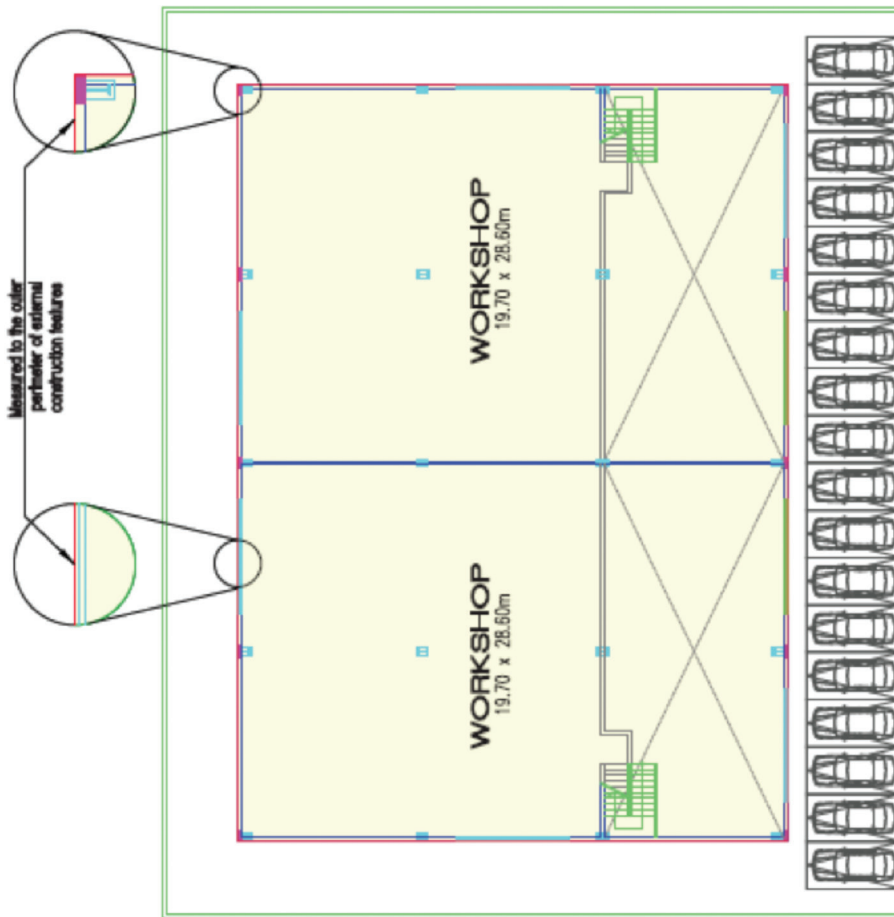 Measured to the outer
perimeter of external
construction features
WORKSHOP
19.70 x 28.60m
WORKSHOP
19.70 x 28.60m